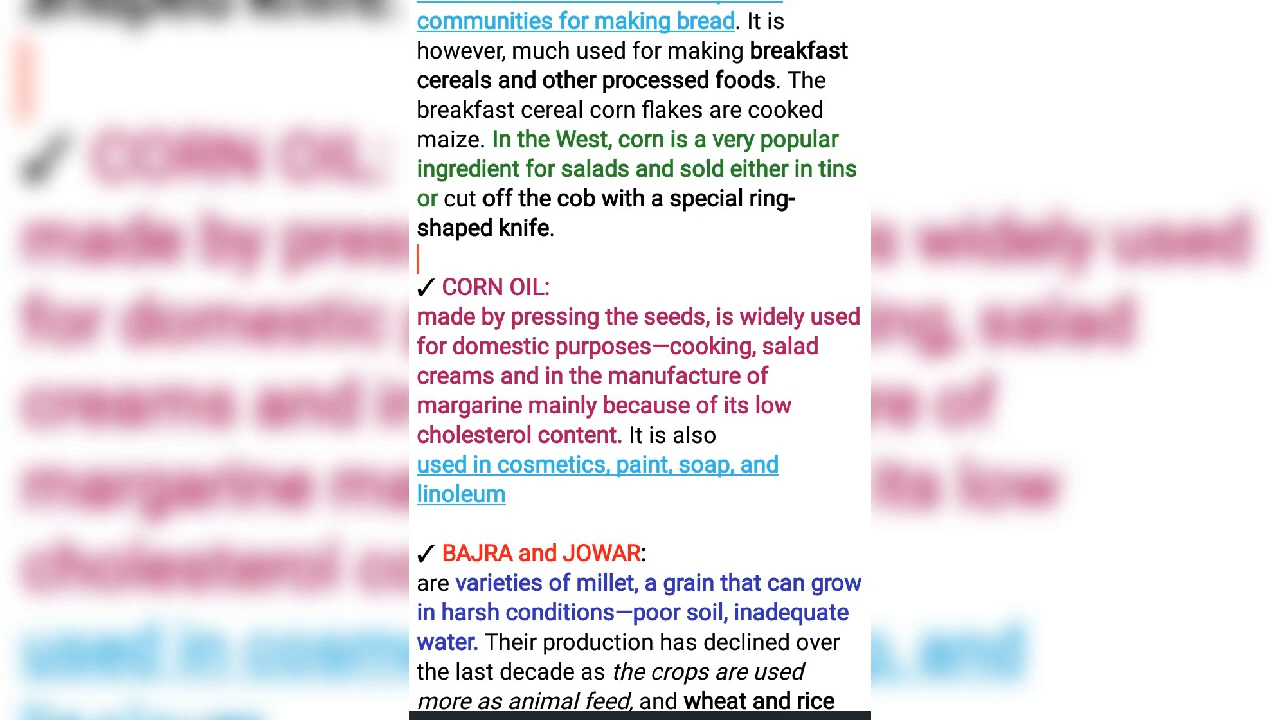 communities for making bread. It is
however, much used for making breakfast
cereals and other processed foods. The
breakfast cereal corn flakes are cooked
maize. In the West, corn is a very popular
ingredient for salads and sold either in tins
or cut off the cob with a special ring-
shaped knife.
✓ CORN OIL:
made by pressing the seeds, is widely used
for domestic purposes—cooking, salad
creams and in the manufacture of
margarine mainly because of its low
cholesterol content. It is also
used in cosmetics, paint, soap, and
linoleum
✓ BAJRA and JOWAR:
are varieties of millet, a grain that can grow
in harsh conditions—poor soil, inadequate
water. Their production has declined over
the last decade as the crops are used
more as animal feed, and wheat and rice